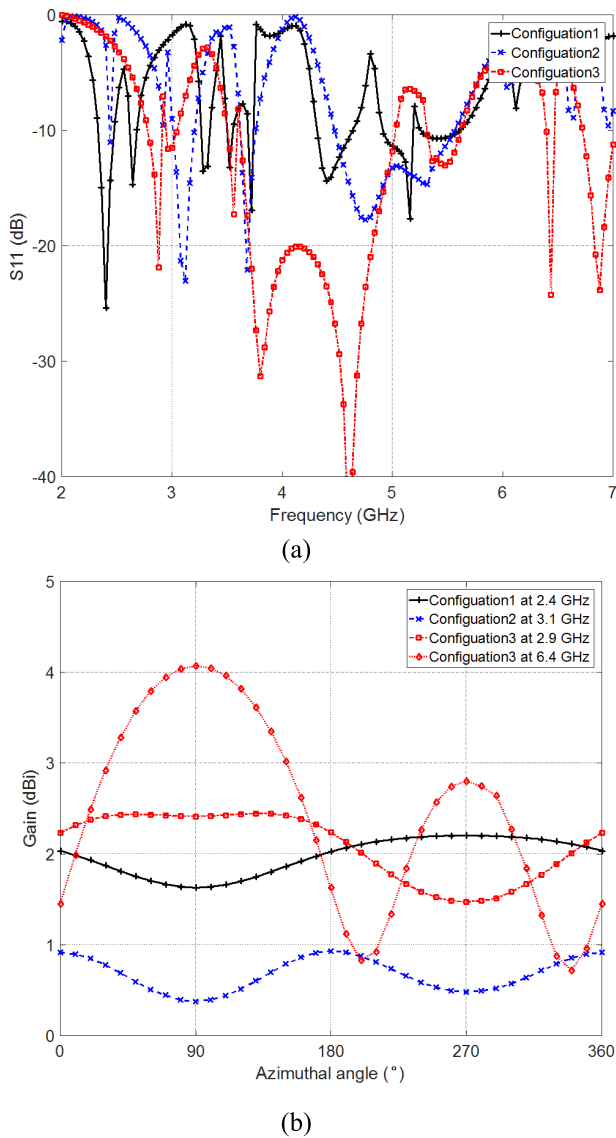 0
-10
-20
-30
-40
S11 (dB)
2 3 4 5 6 7
Frequency (GHz)
Configuation1
Configuation2
Configuation3
(a)
5
4
3
2
1
0
Gain (dBi)
0 90 180 270 360
Azimuthal angle (°)
Configuation1 at 2.4 GHz
Configuation2 at 3.1 GHz
Configuation3 at 2.9 GHz
Configuation3 at 6.4 GHz
(b)